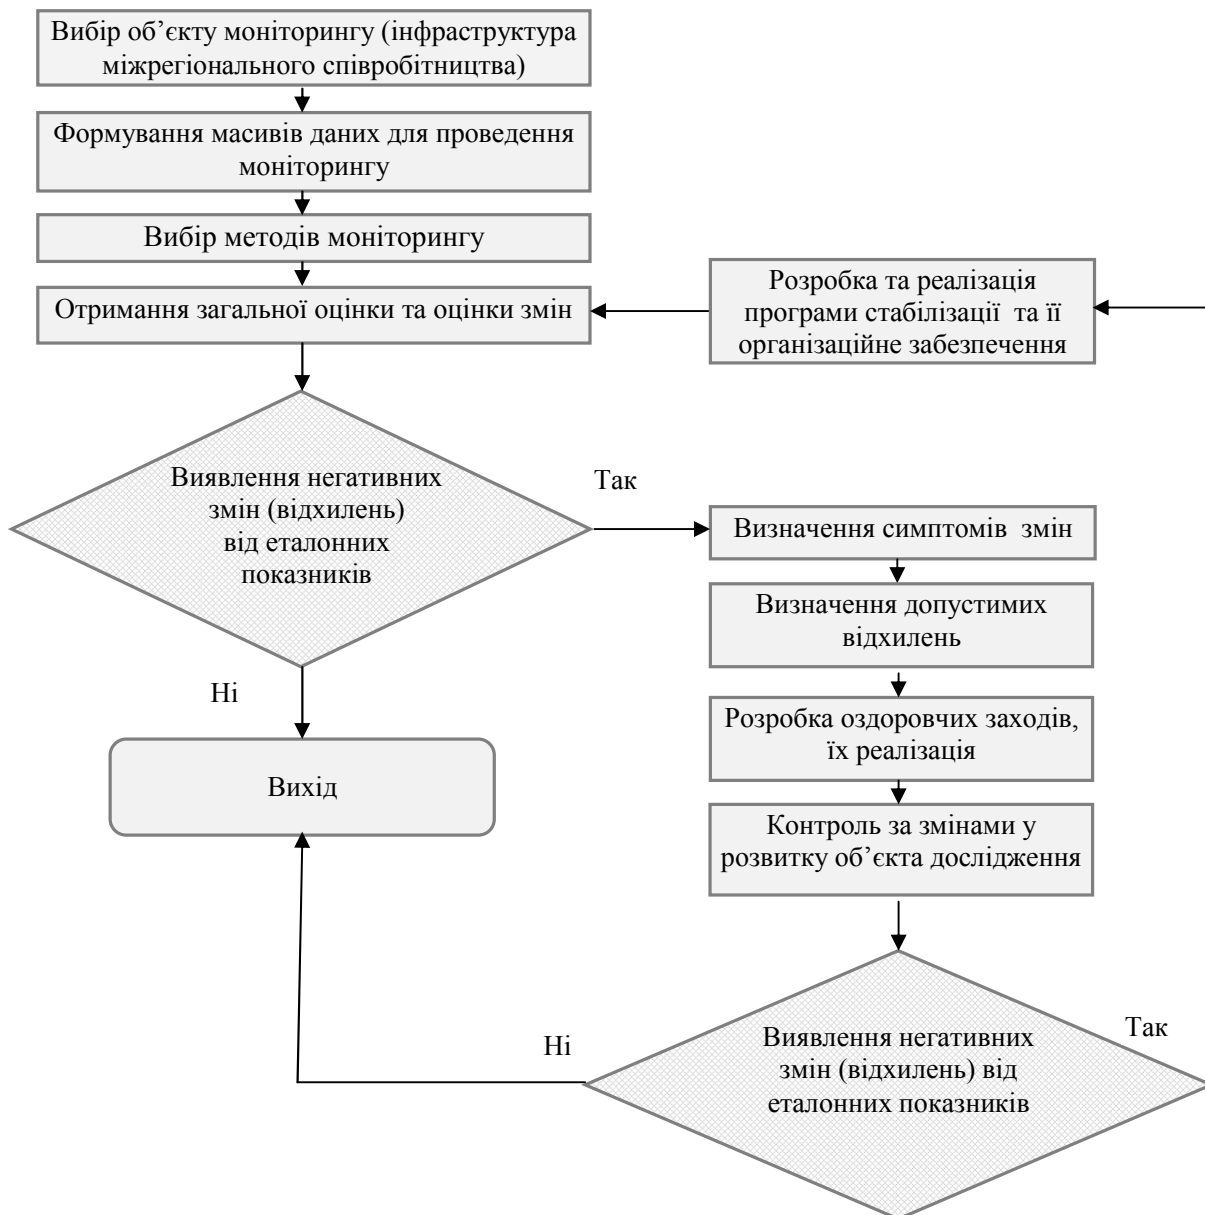 Вибір об’єкту моніторингу (інфраструктура
міжрегіонального співробітництва)
Формування масивів даних для проведення
моніторингу
Вибір методів моніторингу
Отримання загальної оцінки та оцінки змін
Розробка та реалізація
програми стабілізації та її
організаційне забезпечення
Виявлення негативних
змін (відхилень)
від еталонних
показників
Так
Ні
Вихід
Визначення симптомів змін
Визначення допустимих
відхилень
Розробка оздоровчих заходів,
їх реалізація
Контроль за змінами у
розвитку об’єкта дослідження
Виявлення негативних
змін (відхилень) від
еталонних показників
Ні
Так